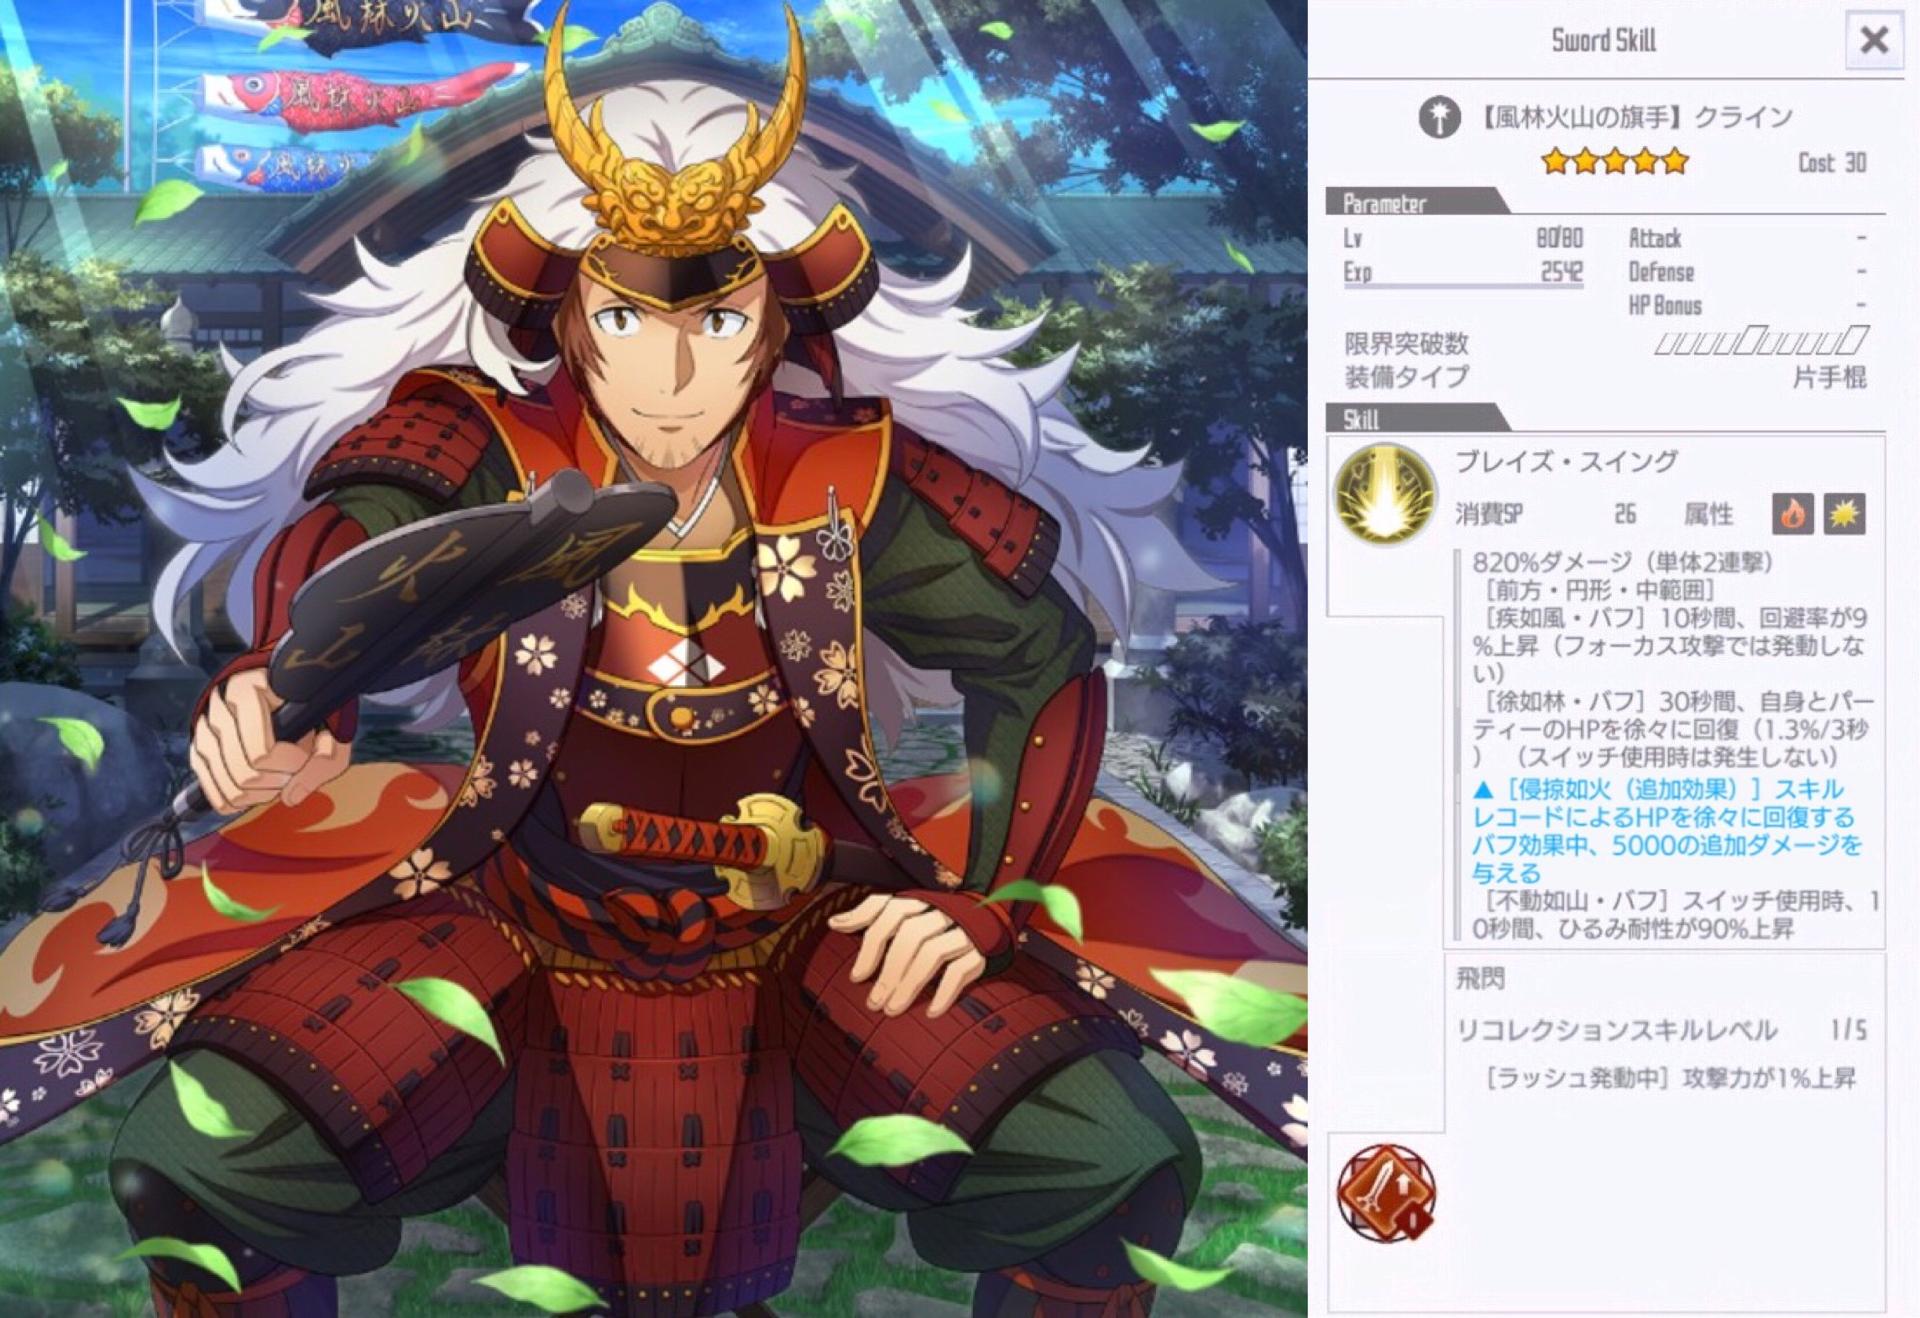 風林火山
風林火山
風林火
風
林
火
山
Sword Skill
【風林火山の旗手】クライン
Cost 30
Parameter
Lv 80/80
Exp 2542
Attack -
Defense -
HP Bonus -
限界突破数
装備タイプ 片手棍
Skill
ブレイズ・スイング
消費SP 26 属性
820%ダメージ（単体2連撃）
［前方・円形・中範囲］
［疾如風・バフ］10秒間、回避率が9
%上昇（フォーカス攻撃では発動しな
い）
［徐如林・バフ］30秒間、自身とパー
ティーのHPを徐々に回復（1.3%/3秒
）（スイッチ使用時は発生しない）
▲［侵掠如火（追加効果）］スキル
レコードによるHPを徐々に回復する
バフ効果中、5000の追加ダメージを
与える
［不動如山・バフ］スイッチ使用時、1
0秒間、ひるみ耐性が90%上昇
飛閃
リコレクションスキルレベル 1/5
［ラッシュ発動中］攻撃力が1%上昇